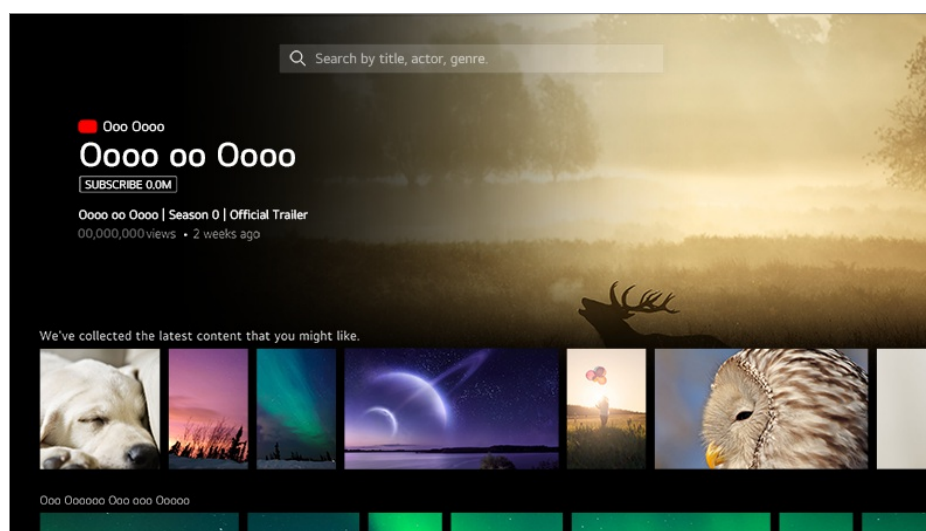 Search by title, actor, genre.
Ooo Oooo
Oooo oo Oooo
SUBSCRIBE 0.0M
Oooo oo Oooo | Season 0 | Official Trailer
00,000,000 views • 2 weeks ago
We've collected the latest content that you might like.
Ooo Oooooo Ooo ooo Ooooo